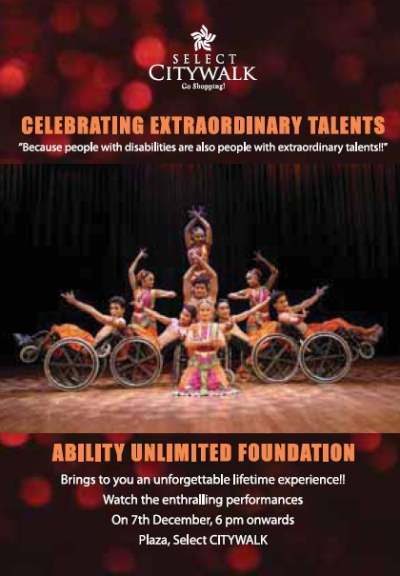 SELECT
CITYWALK
Go Shopping!
CELEBRATING EXTRAORDINARY TALENTS
"Because people with disabilities are also people with extraordinary talents!!"
ABILITY UNLIMITED FOUNDATION
Brings to you an unforgettable lifetime experience!!
Watch the enthralling performances
On 7th December, 6 pm onwards
Plaza, Select CITYWALK